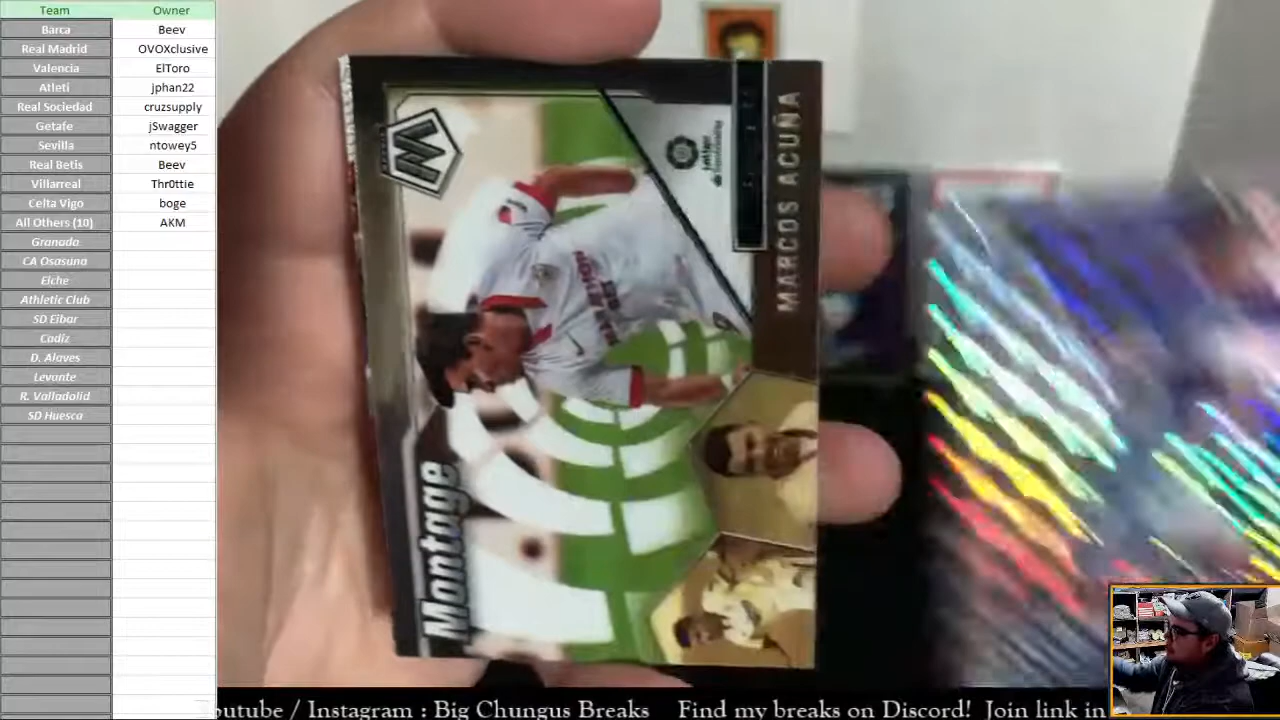 Team Owner
Barca Beev
Real Madrid OVOXclusive
Valencia ElToro
Atleti jphan22
Real Sociedad cruzsupply
Getafe jSwagger
Sevilla ntowey5
Real Betis Beev
Villarreal Thr0ttie
Celta Vigo boge
All Others (10) AKM
Granada
CA Osasuna
Elche
Athletic Club
SD Eibar
Cadiz
D. Alaves
Levante
R. Valladolid
SD Huesca
MARCOS ACUÑA
Montage
outube / Instagram : Big Chungus Breaks Find my breaks on Discord! Join link in